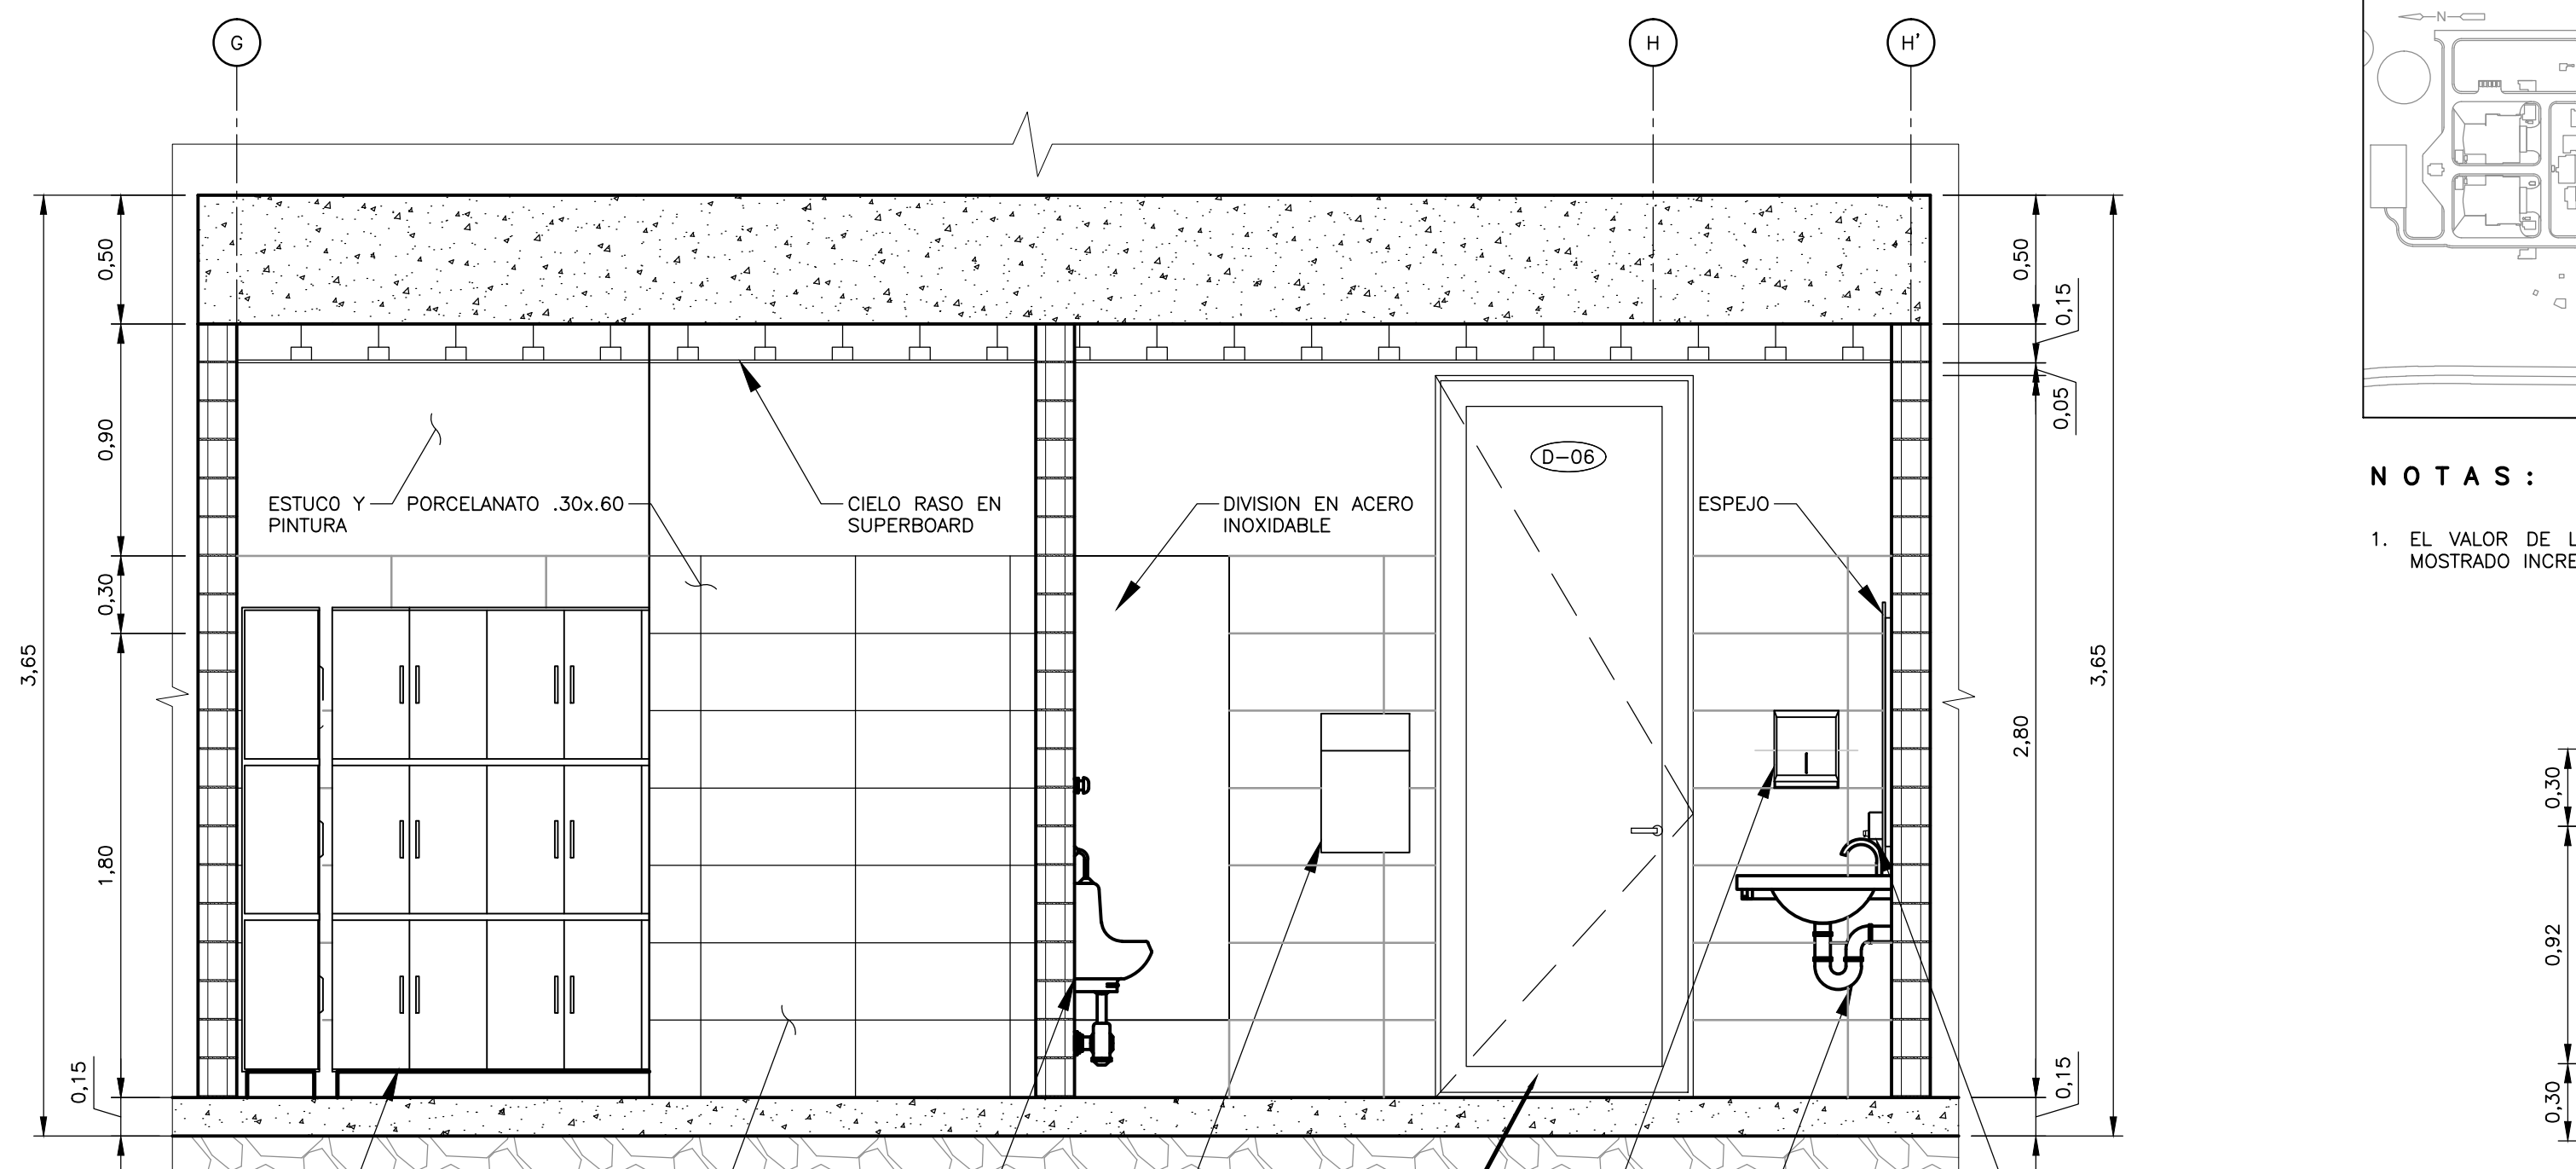 G
H
H'
N
0,50
0,90
0,30
1,80
0,15
3,65
ESTUCO Y
PINTURA
PORCELANATO .30x.60
CIELO RASO EN
SUPERBOARD
DIVISION EN ACERO
INOXIDABLE
D-06
ESPEJO
0,50
0,15
0,05
2,80
0,15
3,65
NOTAS:
1. EL VALOR DE
MOSTRADO
0,30
0,92
0,30